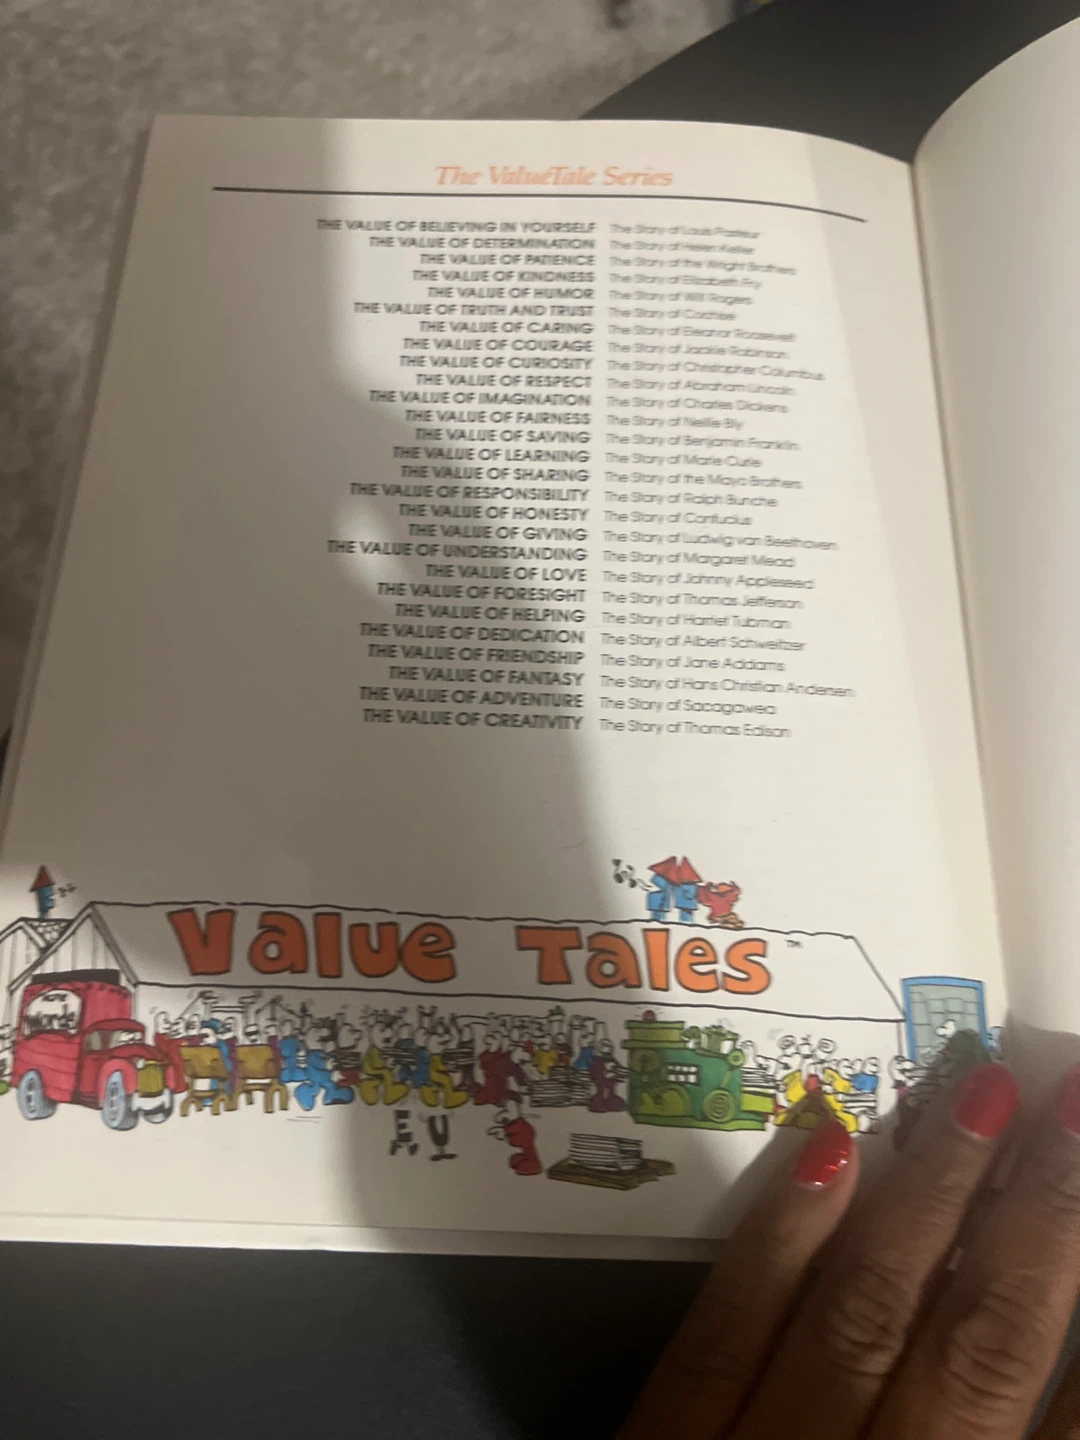 The ValueTale Series
THE VALUE OF BELIEVING IN YOURSELF The Story of Louis Pasteur
THE VALUE OF DETERMINATION The Story of Helen Keller
THE VALUE OF PATIENCE The Story of the Wright Brothers
THE VALUE OF KINDNESS The Story of Elizabeth Fry
THE VALUE OF HUMOR The Story of Will Rogers
THE VALUE OF TRUTH AND TRUST The Story of Cochise
THE VALUE OF CARING The Story of Eleanor Roosevelt
THE VALUE OF COURAGE The Story of Jackie Robinson
THE VALUE OF CURIOSITY The Story of Christopher Columbus
THE VALUE OF RESPECT The Story of Abraham Lincoln
THE VALUE OF IMAGINATION The Story of Charles Dickens
THE VALUE OF FAIRNESS The Story of Nellie Bly
THE VALUE OF SAVING The Story of Benjamin Franklin
THE VALUE OF LEARNING The Story of Marie Curie
THE VALUE OF SHARING The Story of the Mayo Brothers
THE VALUE OF RESPONSIBILITY The Story of Ralph Bunche
THE VALUE OF HONESTY The Story of Confucius
THE VALUE OF GIVING The Story of Ludwig van Beethoven
THE VALUE OF UNDERSTANDING The Story of Margaret Mead
THE VALUE OF LOVE The Story of Johnny Appleseed
THE VALUE OF FORESIGHT The Story of Thomas Jefferson
THE VALUE OF HELPING The Story of Harriet Tubman
THE VALUE OF DEDICATION The Story of Albert Schweitzer
THE VALUE OF FRIENDSHIP The Story of Jane Addams
THE VALUE OF FANTASY The Story of Hans Christian Andersen
THE VALUE OF ADVENTURE The Story of Sacagawea
THE VALUE OF CREATIVITY The Story of Thomas Edison
Value Tales™
more
Words
E Y